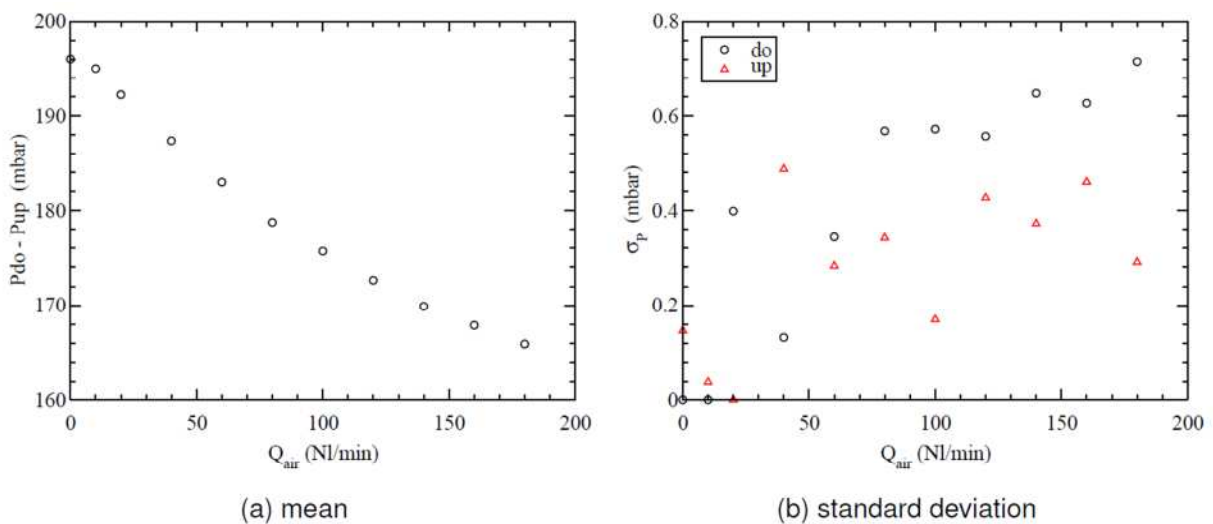 200
190
180
170
160
Pdo - Pup (mbar)
0
50
100
150
200
Q_air (Nl/min)
(a) mean
0.8
0.6
0.4
0.2
0
σ_P (mbar)
do
up
0
50
100
150
200
Q_air (Nl/min)
(b) standard deviation